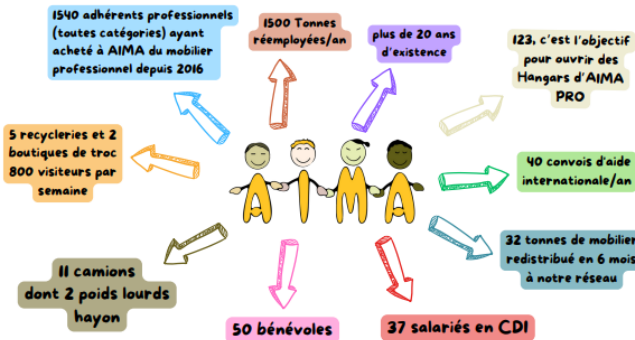 1540 adhérents professionnels
(toutes catégories) ayant
acheté à AIMA du mobilier
professionnel depuis 2016
1500 Tonnes
réemployées/an
plus de 20 ans
d'existence
123, c'est l'objectif
pour ouvrir des
Hangars d'AIMA
PRO
5 recycleries et 2
boutiques de troc
800 visiteurs par
semaine
AIMA
40 convois d'aide
internationale/an
32 tonnes de mobilier
redistribué en 6 mois
à notre réseau
11 camions
dont 2 poids lourds
hayon
50 bénévoles
37 salariés en CDI